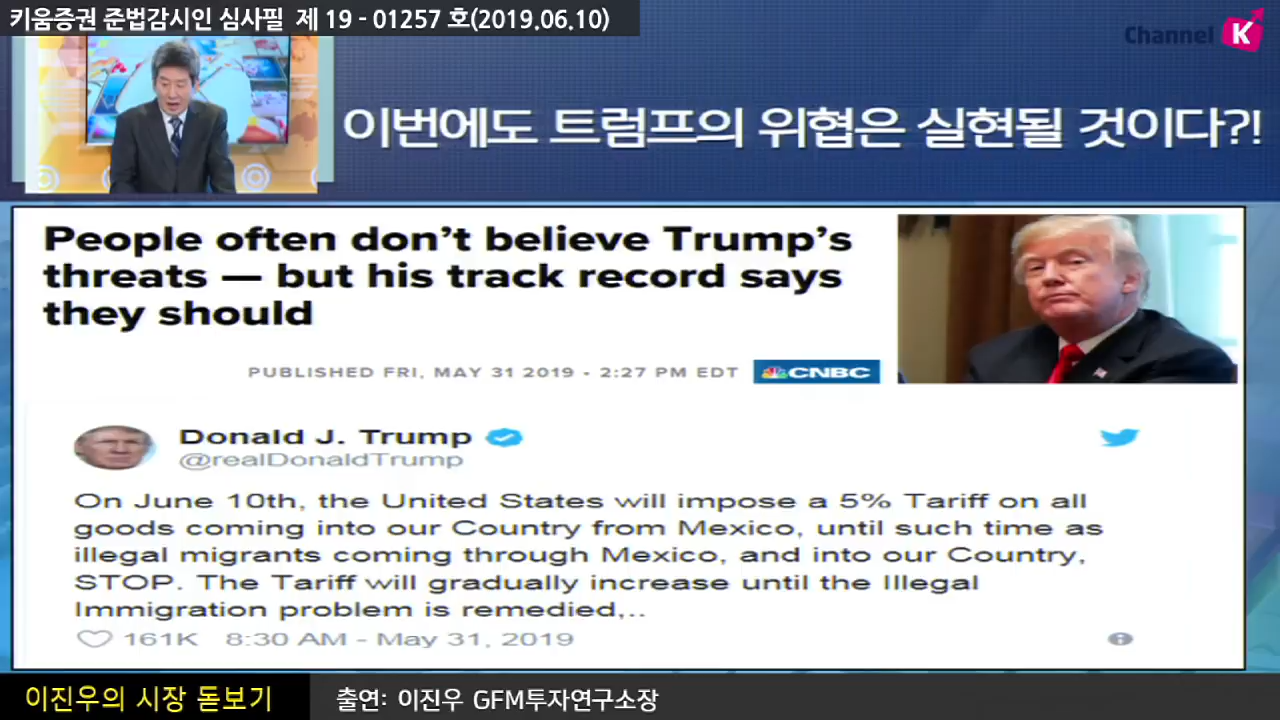 키움증권 준법감시인 심사필 제 19 - 01257 호(2019.06.10)
Channel K
이번에도 트럼프의 위협은 실현될 것이다?!
People often don’t believe Trump’s
threats — but his track record says
they should
PUBLISHED FRI, MAY 31 2019 - 2:27 PM EDT
CNBC
Donald J. Trump
@realDonaldTrump
On June 10th, the United States will impose a 5% Tariff on all
goods coming into our Country from Mexico, until such time as
illegal migrants coming through Mexico, and into our Country,
STOP. The Tariff will gradually increase until the Illegal
Immigration problem is remedied,..
161K 8:30 AM - May 31, 2019
이진우의 시장 돋보기
출연: 이진우 GFM투자연구소장